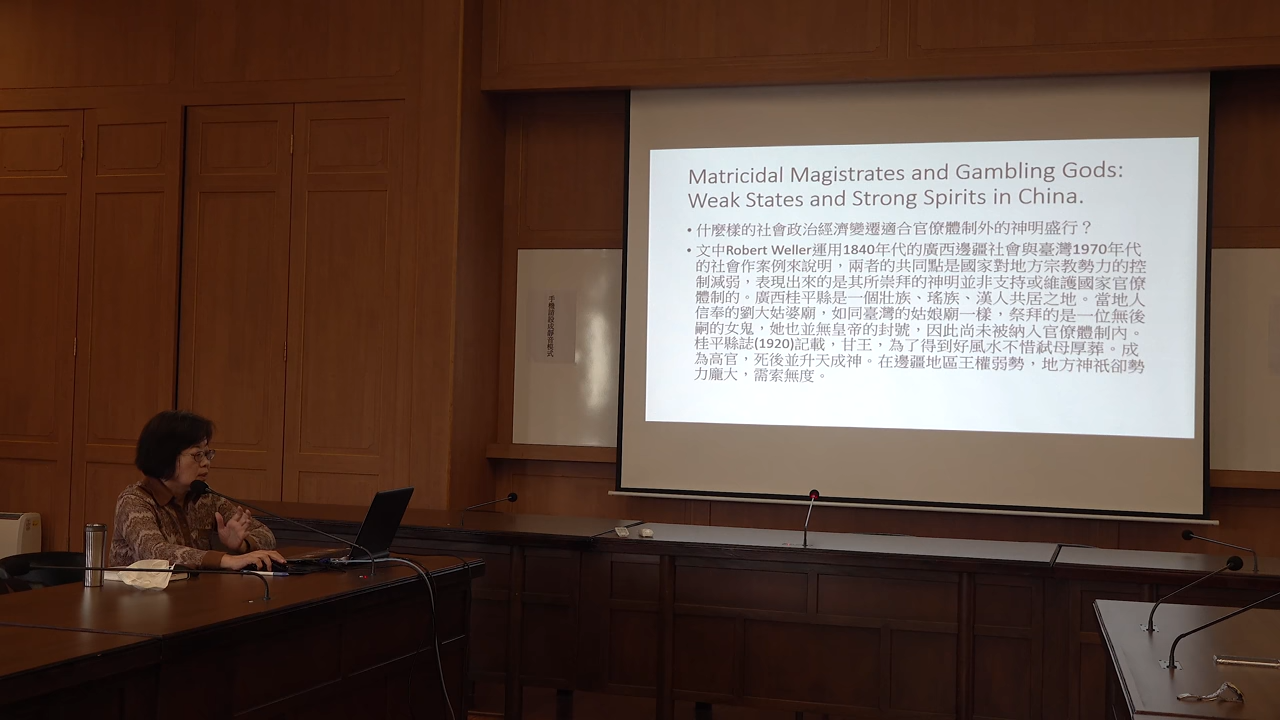 Matricidal Magistrates and Gambling Gods:
Weak States and Strong Spirits in China.
• 什麼樣的社會政治經濟變遷適合官僚體制外的神明盛行？
• 文中Robert Weller運用1840年代的廣西邊疆社會與臺灣1970年代
的社會作案例來說明，兩者的共同點是國家對地方宗教勢力的控
制減弱，表現出來的是其所崇拜的神明並非支持或維護國家官僚
體制的。廣西桂平縣是一個壯族、瑤族、漢人共居之地。當地人
信奉的劉大姑婆廟，如同臺灣的姑娘廟一樣，祭拜的是一位無後
嗣的女鬼，她也並無皇帝的封號，因此尚未被納入官僚體制內。
桂平縣誌(1920)記載，甘王，為了得到好風水不惜弒母厚葬。成
為高官，死後並升天成神。在邊疆地區王權弱勢，地方神祇卻勢
力龐大，需索無度。
手機請段成靜音模式